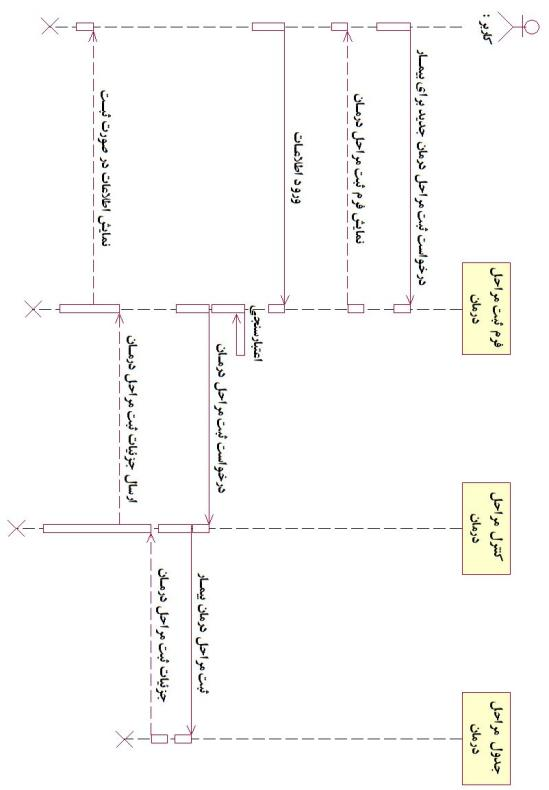 کاربر :
فرم ثبت مراحل
درمان
کنترل مراحل
درمان
جدول مراحل
درمان
درخواست ثبت مراحل درمان جدید برای بیمار
نمایش فرم ثبت مراحل درمان
ورود اطلاعات
اعتبارسنجی
درخواست ثبت مراحل درمان
ثبت مراحل درمان بیمار
جزئیات ثبت مراحل درمان
ارسال جزئیات ثبت مراحل درمان
نمایش اطلاعات در صورت ثبت